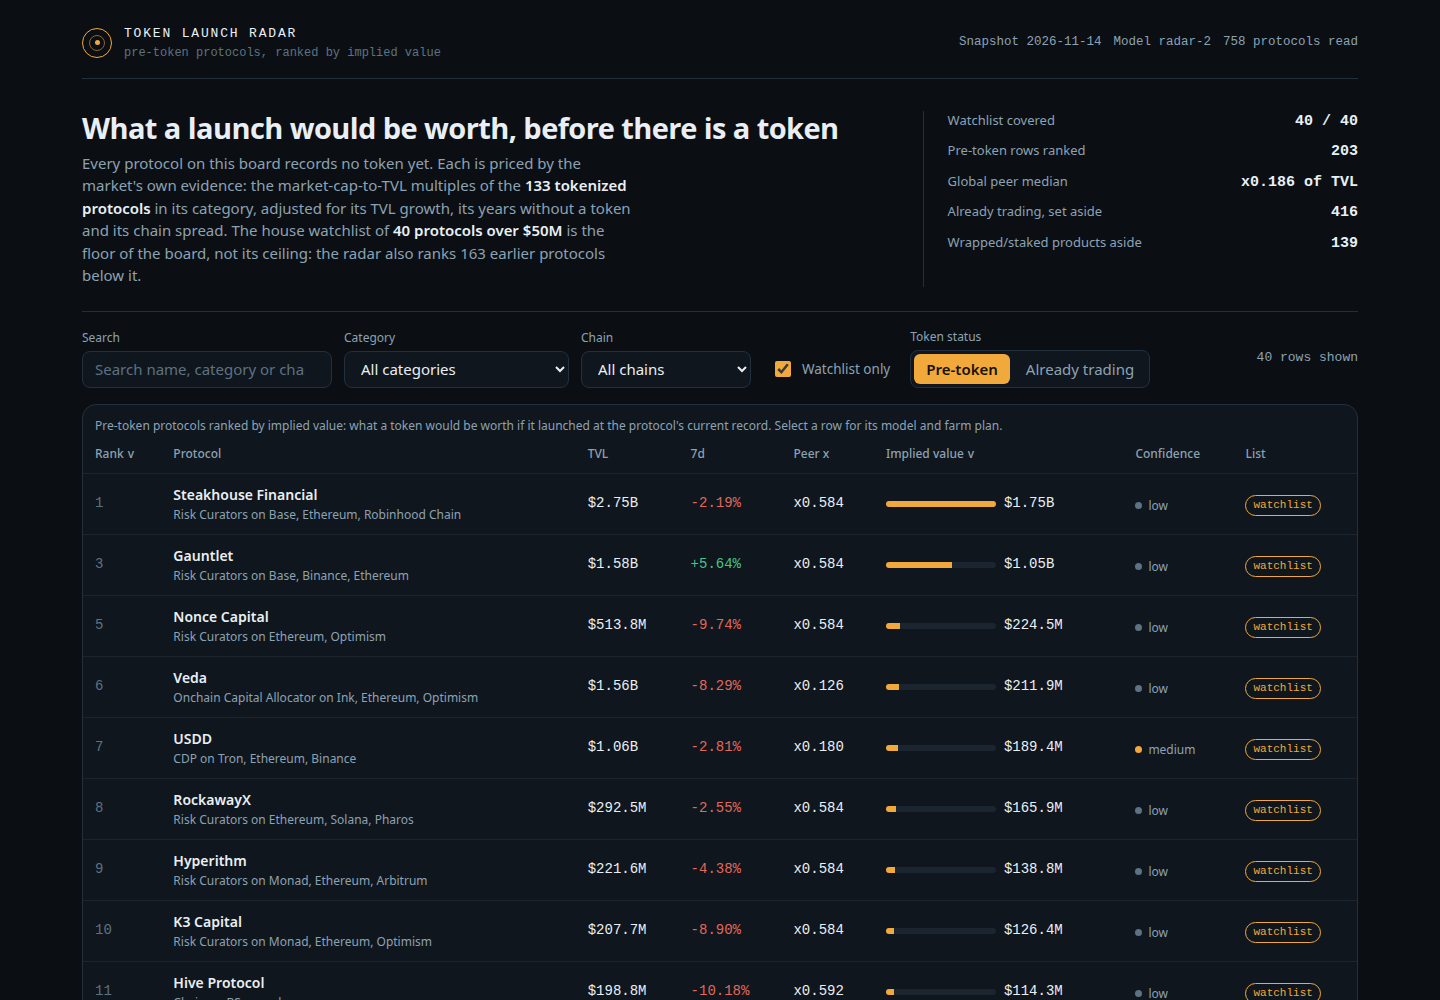 TOKEN LAUNCH RADAR
pre-token protocols, ranked by implied value
Snapshot 2026-11-14 Model radar-2 758 protocols read
What a launch would be worth, before there is a token
Every protocol on this board records no token yet. Each is priced by the
market's own evidence: the market-cap-to-TVL multiples of the 133 tokenized
protocols in its category, adjusted for its TVL growth, its years without a token
and its chain spread. The house watchlist of 40 protocols over $50M is the
floor of the board, not its ceiling: the radar also ranks 163 earlier protocols
below it.
Watchlist covered 40 / 40
Pre-token rows ranked 203
Global peer median x0.186 of TVL
Already trading, set aside 416
Wrapped/staked products aside 139
Search Category Chain Token status
Search name, category or cha All categories All chains Watchlist only Pre-token Already trading 40 rows shown
Pre-token protocols ranked by implied value: what a token would be worth if it launched at the protocol's current record. Select a row for its model and farm plan.
Rank v Protocol TVL 7d Peer x Implied value v Confidence List
1 Steakhouse Financial $2.75B -2.19% x0.584 $1.75B low watchlist
Risk Curators on Base, Ethereum, Robinhood Chain
3 Gauntlet $1.58B +5.64% x0.584 $1.05B low watchlist
Risk Curators on Base, Binance, Ethereum
5 Nonce Capital $513.8M -9.74% x0.584 $224.5M low watchlist
Risk Curators on Ethereum, Optimism
6 Veda $1.56B -8.29% x0.126 $211.9M low watchlist
Onchain Capital Allocator on Ink, Ethereum, Optimism
7 USDD $1.06B -2.81% x0.180 $189.4M medium watchlist
CDP on Tron, Ethereum, Binance
8 RockawayX $292.5M -2.55% x0.584 $165.9M low watchlist
Risk Curators on Ethereum, Solana, Pharos
9 Hyperithm $221.6M -4.38% x0.584 $138.8M low watchlist
Risk Curators on Monad, Ethereum, Arbitrum
10 K3 Capital $207.7M -8.90% x0.584 $126.4M low watchlist
Risk Curators on Monad, Ethereum, Optimism
11 Hive Protocol $198.8M -10.18% x0.592 $114.3M low watchlist